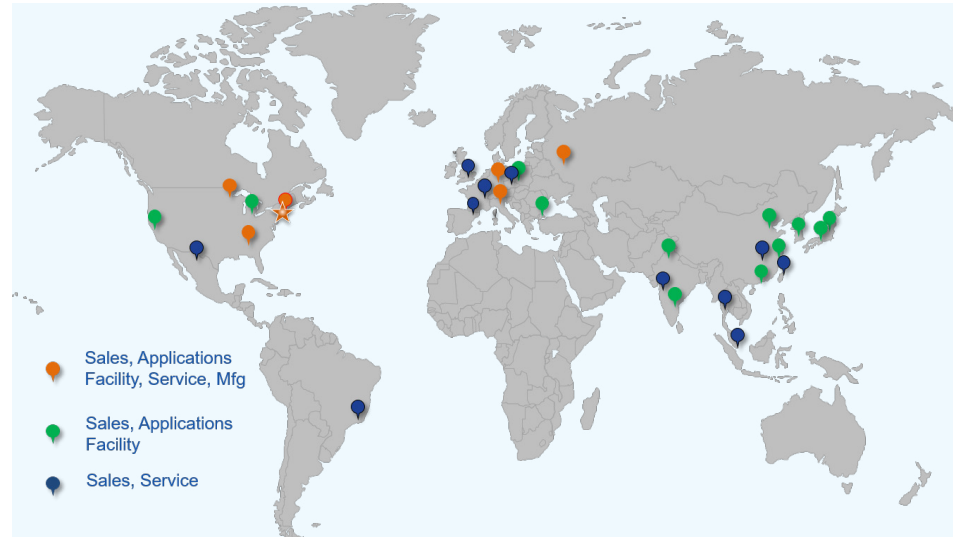 Sales, Applications
Facility, Service, Mfg
Sales, Applications
Facility
Sales, Service